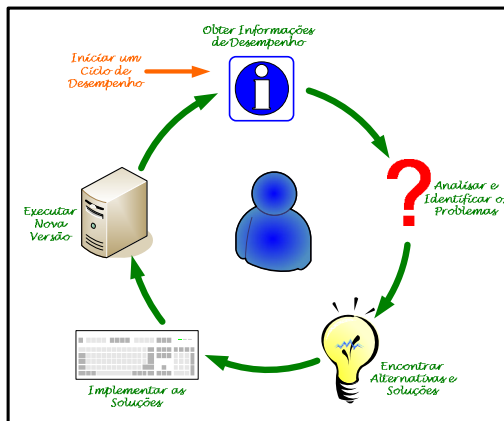 Obter Informações
de Desempenho
Iniciar um
Ciclo de
Desempenho
Analisar e
Identificar os
Problemas
Encontrar
Alternativas e
Soluções
Implementar as
Soluções
Executar
Nova
Versão